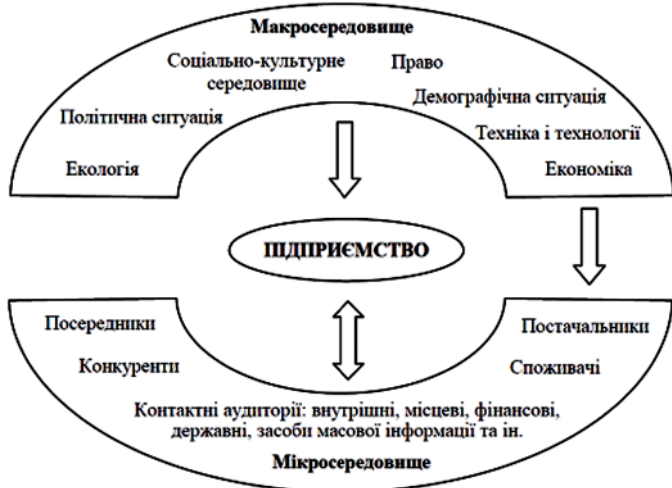 Макросередовище
Соціально-культурне
середовище
Право
Демографічна ситуація
Політична ситуація
Техніка і технології
Екологія
Економіка
ПІДПРИЄМСТВО
Посередники
Постачальники
Конкуренти
Споживачі
Контактні аудиторії: внутрішні, місцеві, фінансові,
державні, засоби масової інформації та ін.
Мікросередовище